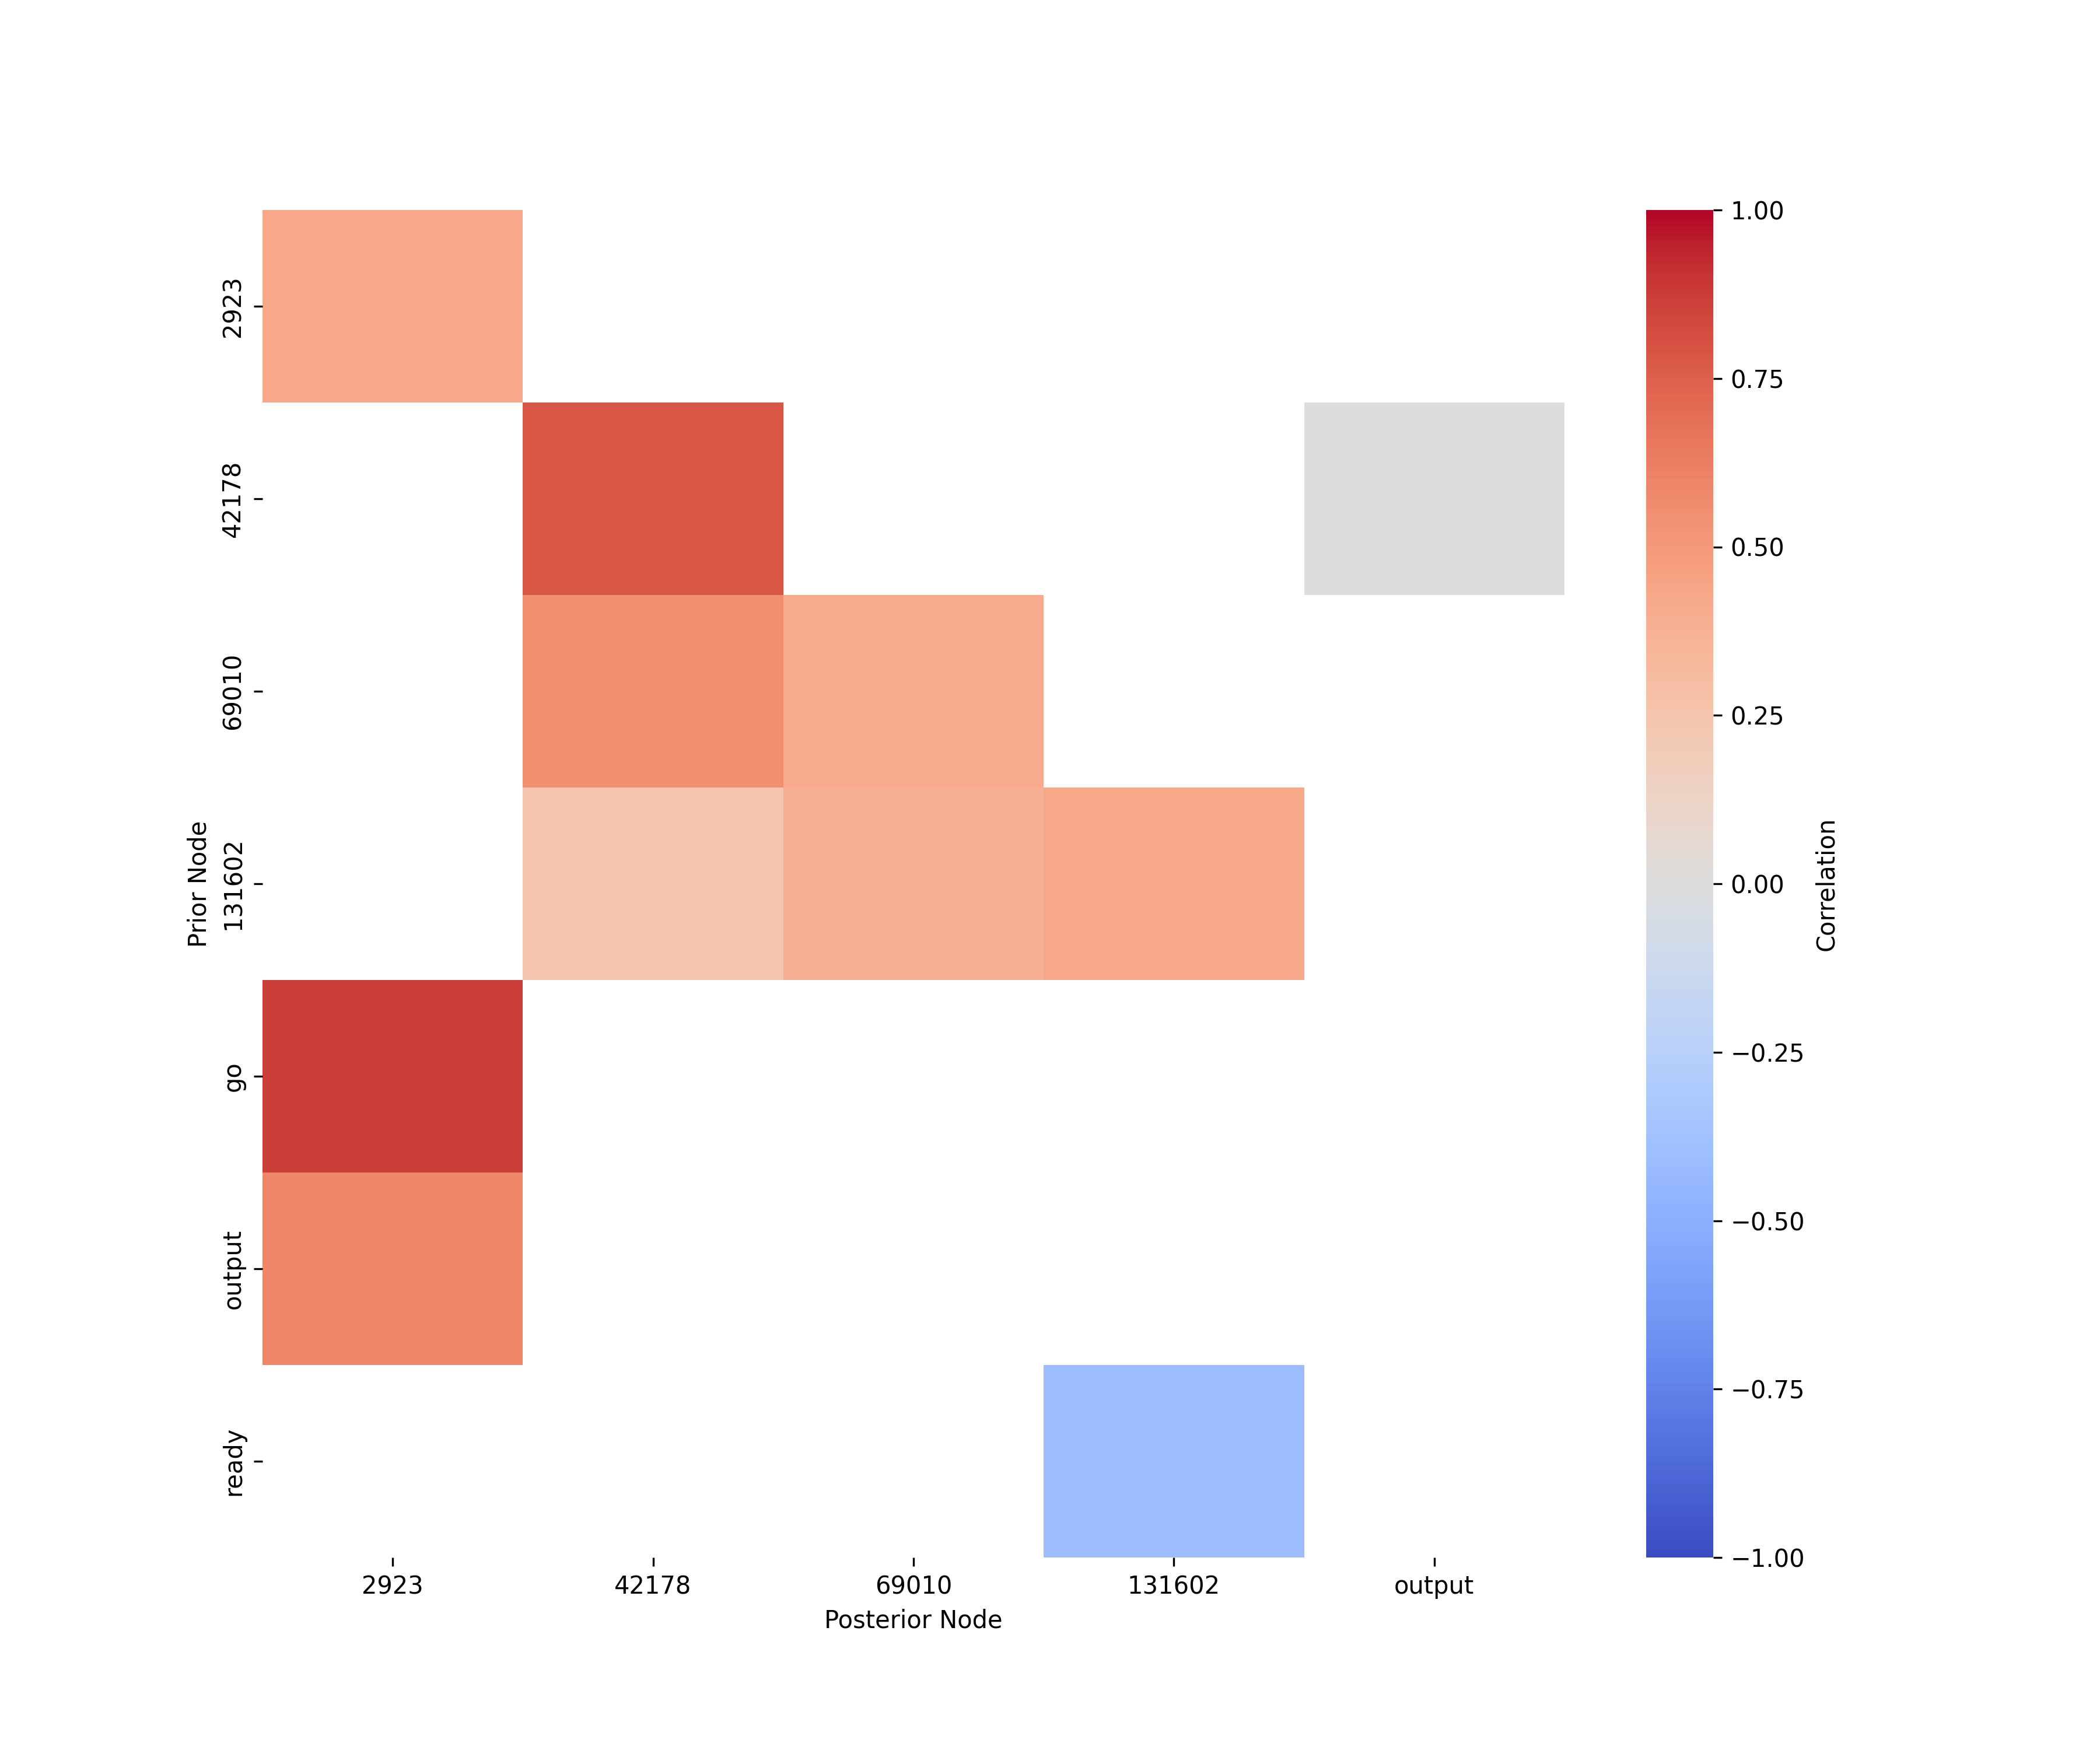 Prior Node
2923
42178
69010
131602
go
output
ready
2923 42178 69010 131602 output
Posterior Node
1.00
0.75
0.50
0.25
0.00
−0.25
−0.50
−0.75
−1.00
Correlation